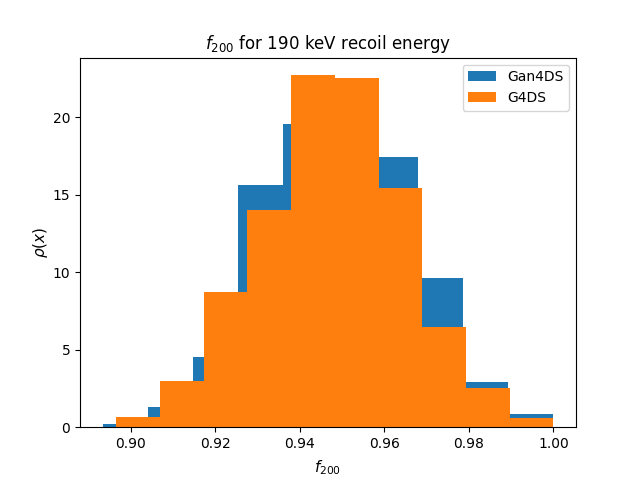 f₂₀₀ for 190 keV recoil energy
Gan4DS
G4DS
20
15
10
5
0
ρ(x)
0.90 0.92 0.94 0.96 0.98 1.00
f₂₀₀